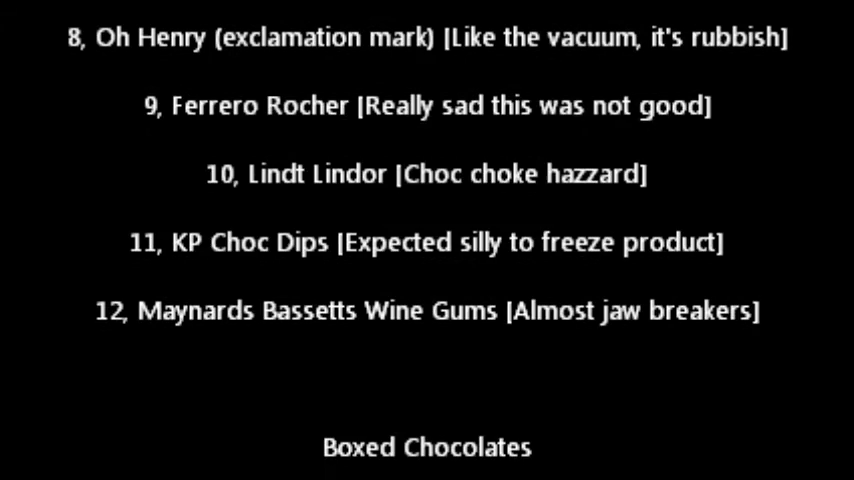 8, Oh Henry (exclamation mark) [Like the vacuum, it's rubbish]
9, Ferrero Rocher [Really sad this was not good]
10, Lindt Lindor [Choc choke hazzard]
11, KP Choc Dips [Expected silly to freeze product]
12, Maynards Bassetts Wine Gums [Almost jaw breakers]
Boxed Chocolates